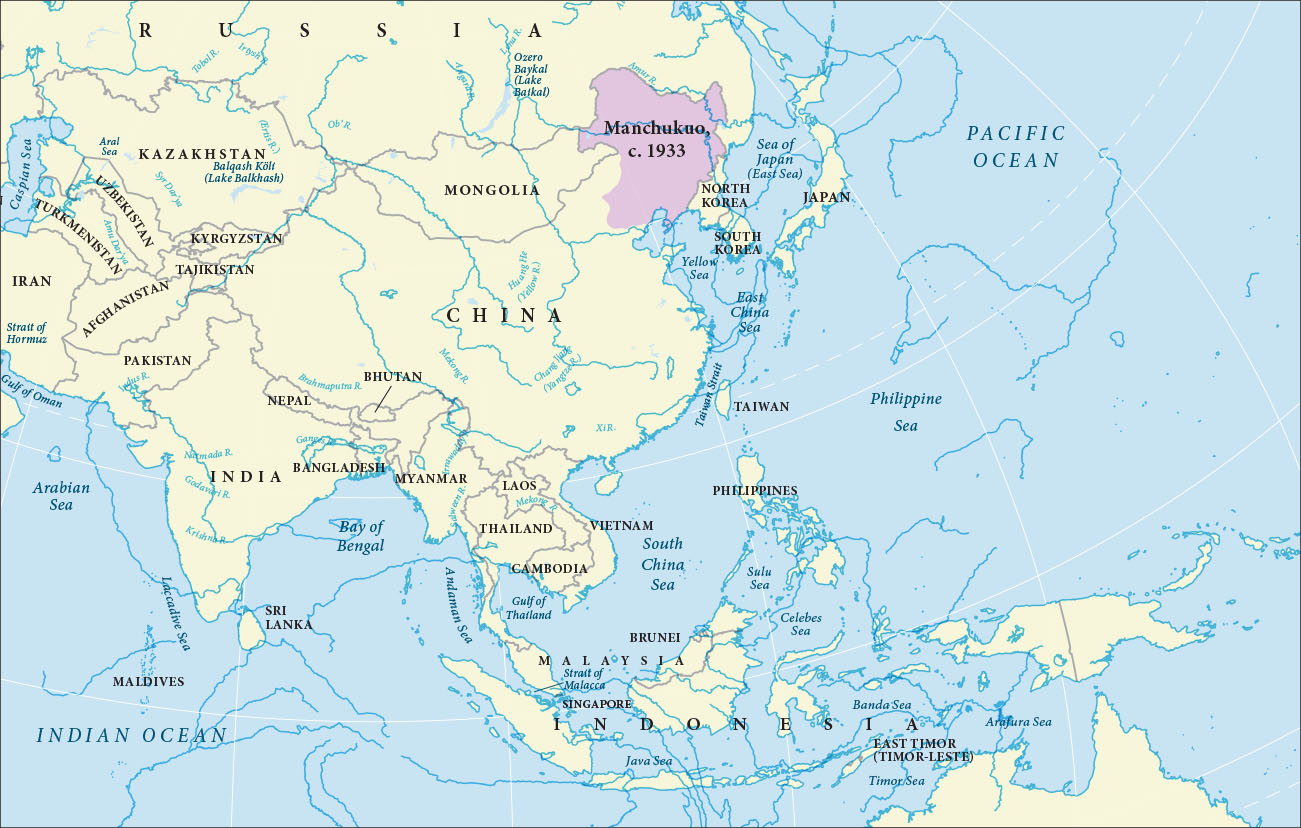 R U S S I A
Tobol R.
Irtysh R.
Lena R.
Angara R.
Ozero
Baykal
(Lake
Baikal)
Amur R.
Ob' R.
(Ertis R.)
Manchukuo,
c. 1933
PACIFIC
OCEAN
Caspian Sea
Aral
Sea
KAZAKHSTAN
Balqash Köli
(Lake Balkhash)
Syr Darya
MONGOLIA
Sea of
Japan
(East Sea)
NORTH
KOREA
JAPAN
UZBEKISTAN
TURKMENISTAN
Amu Darya
KYRGYZSTAN
TAJIKISTAN
SOUTH
KOREA
Yellow
Sea
IRAN
AFGHANISTAN
Huang He
(Yellow R.)
East
China
Sea
CHINA
Strait of
Hormuz
PAKISTAN
Indus R.
Gulf of Oman
Mekong R.
Chang Jiang
(Yangtze R.)
BHUTAN
Brahmaputra R.
NEPAL
Taiwan Strait
TAIWAN
Philippine
Sea
Xi R.
Ganges R.
Narmada R.
BANGLADESH
INDIA
MYANMAR
Irrawaddy R.
Salween R.
LAOS
Mekong R.
PHILIPPINES
Arabian
Sea
Godavari R.
Krishna R.
Bay of
Bengal
THAILAND
VIETNAM
South
China
Sea
CAMBODIA
Sulu
Sea
Gulf of
Thailand
Andaman Sea
Laccadive Sea
SRI
LANKA
Celebes
Sea
BRUNEI
MALAYSIA
Strait of
Malacca
MALDIVES
SINGAPORE
INDONESIA
Banda Sea
Arafura Sea
INDIAN OCEAN
EAST TIMOR
(TIMOR-LESTE)
Java Sea
Timor Sea